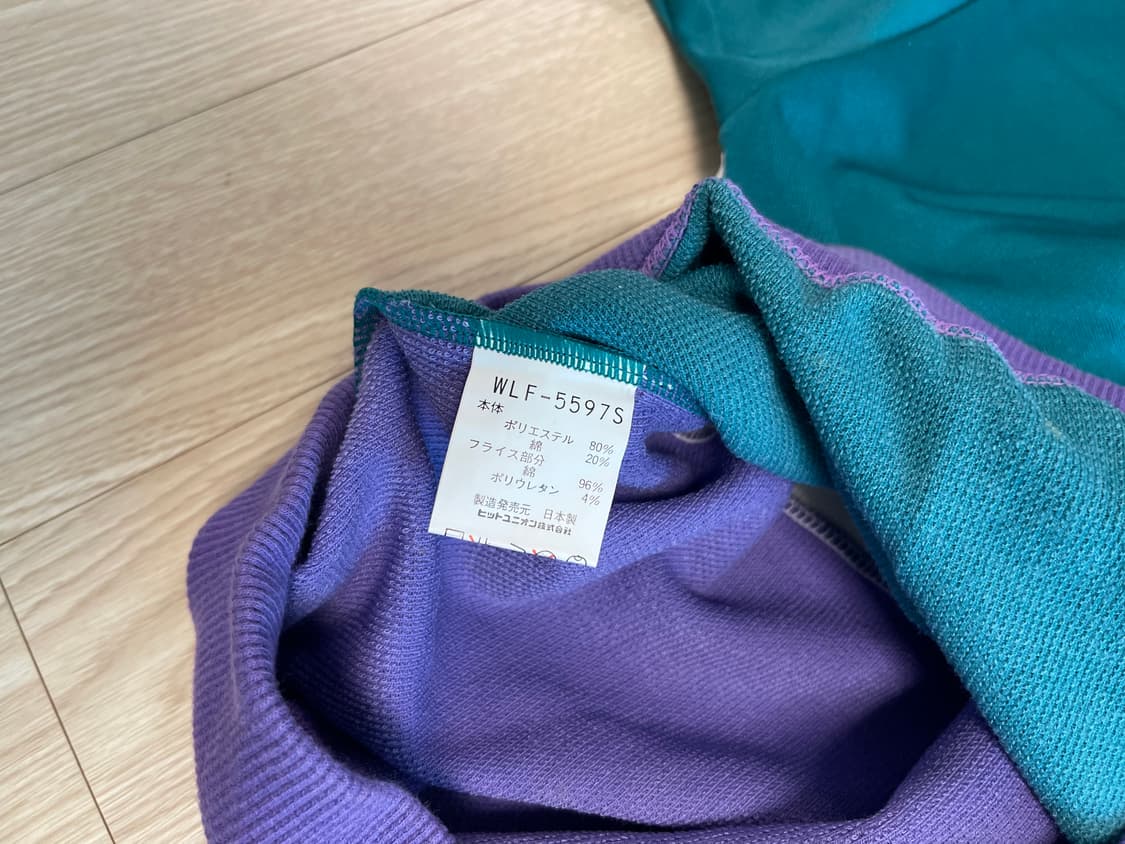 WLF-5597S
本体
ポリエステル 80%
綿 20%
フライス部分
綿 96%
ポリウレタン 4%
製造発売元 日本製
ヒットユニオン株式会社